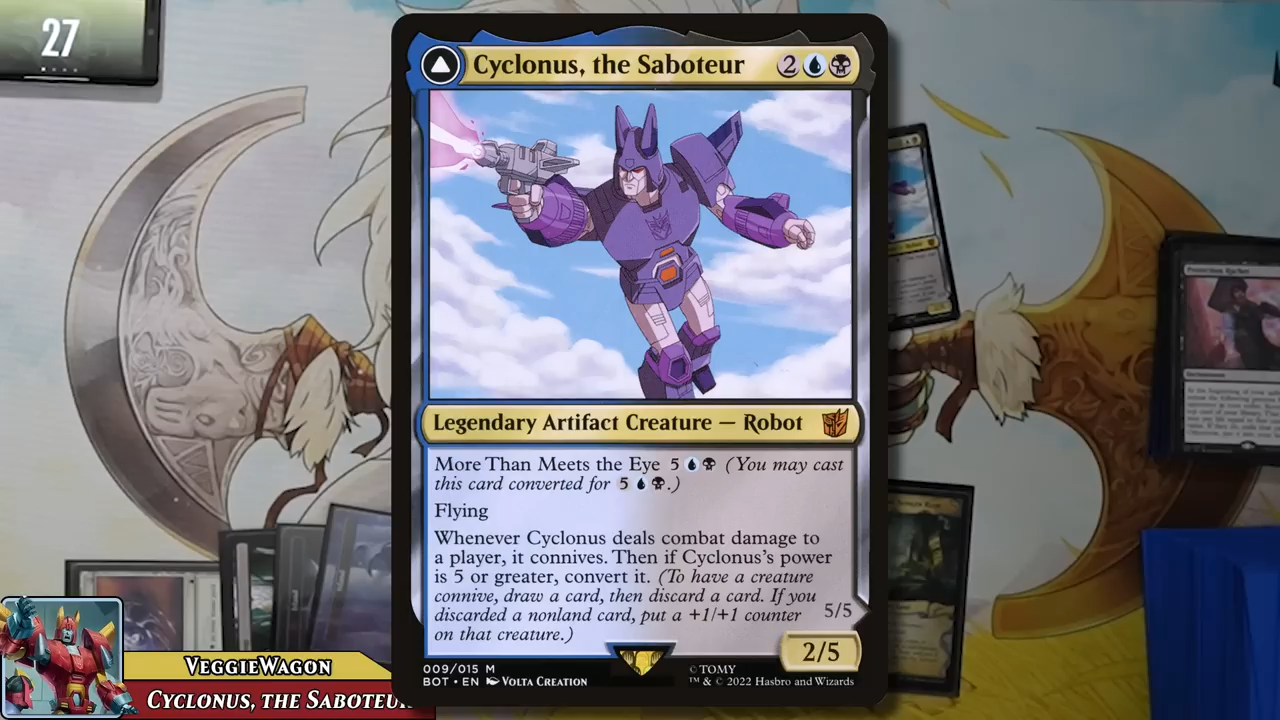 27
Cyclonus, the Saboteur 2
Legendary Artifact Creature — Robot
More Than Meets the Eye 5 (You may cast
this card converted for 5 .)
Flying
Whenever Cyclonus deals combat damage to
a player, it connives. Then if Cyclonus's power
is 5 or greater, convert it. (To have a creature
connive, draw a card, then discard a card. If you
discarded a nonland card, put a +1/+1 counter
on that creature.)
5/5
2/5
009/015 M
BOT • EN VOLTA CREATION
© TOMY
™ & © 2022 Hasbro and Wizards
VEGGIEWAGON
CYCLONUS, THE SABOTEUR